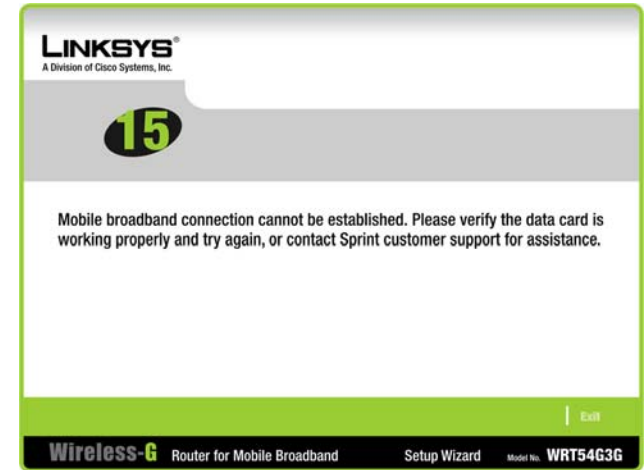 LINKSYS®
A Division of Cisco Systems, Inc.
15
Mobile broadband connection cannot be established. Please verify the data card is
working properly and try again, or contact Sprint customer support for assistance.
Exit
Wireless-G Router for Mobile Broadband Setup Wizard Model No. WRT54G3G